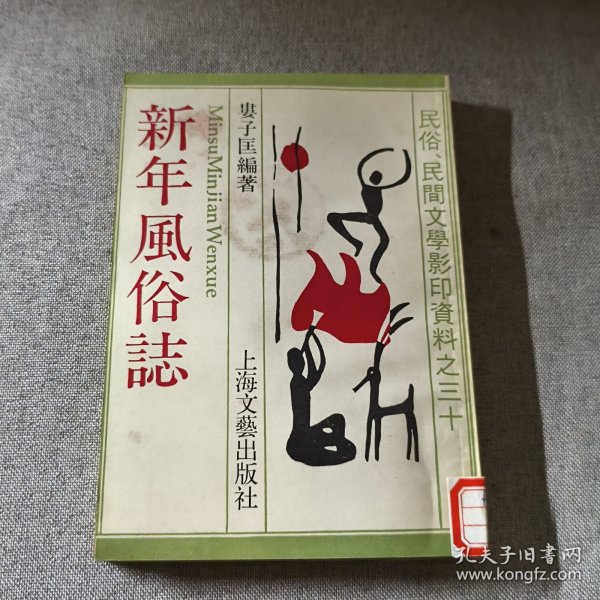 民俗、民間文學影印資料之三十
婁子匡編著
MinsuMinJianWenxue
新年風俗誌
上海文藝出版社
孔夫子旧书网
www.kongfz.com